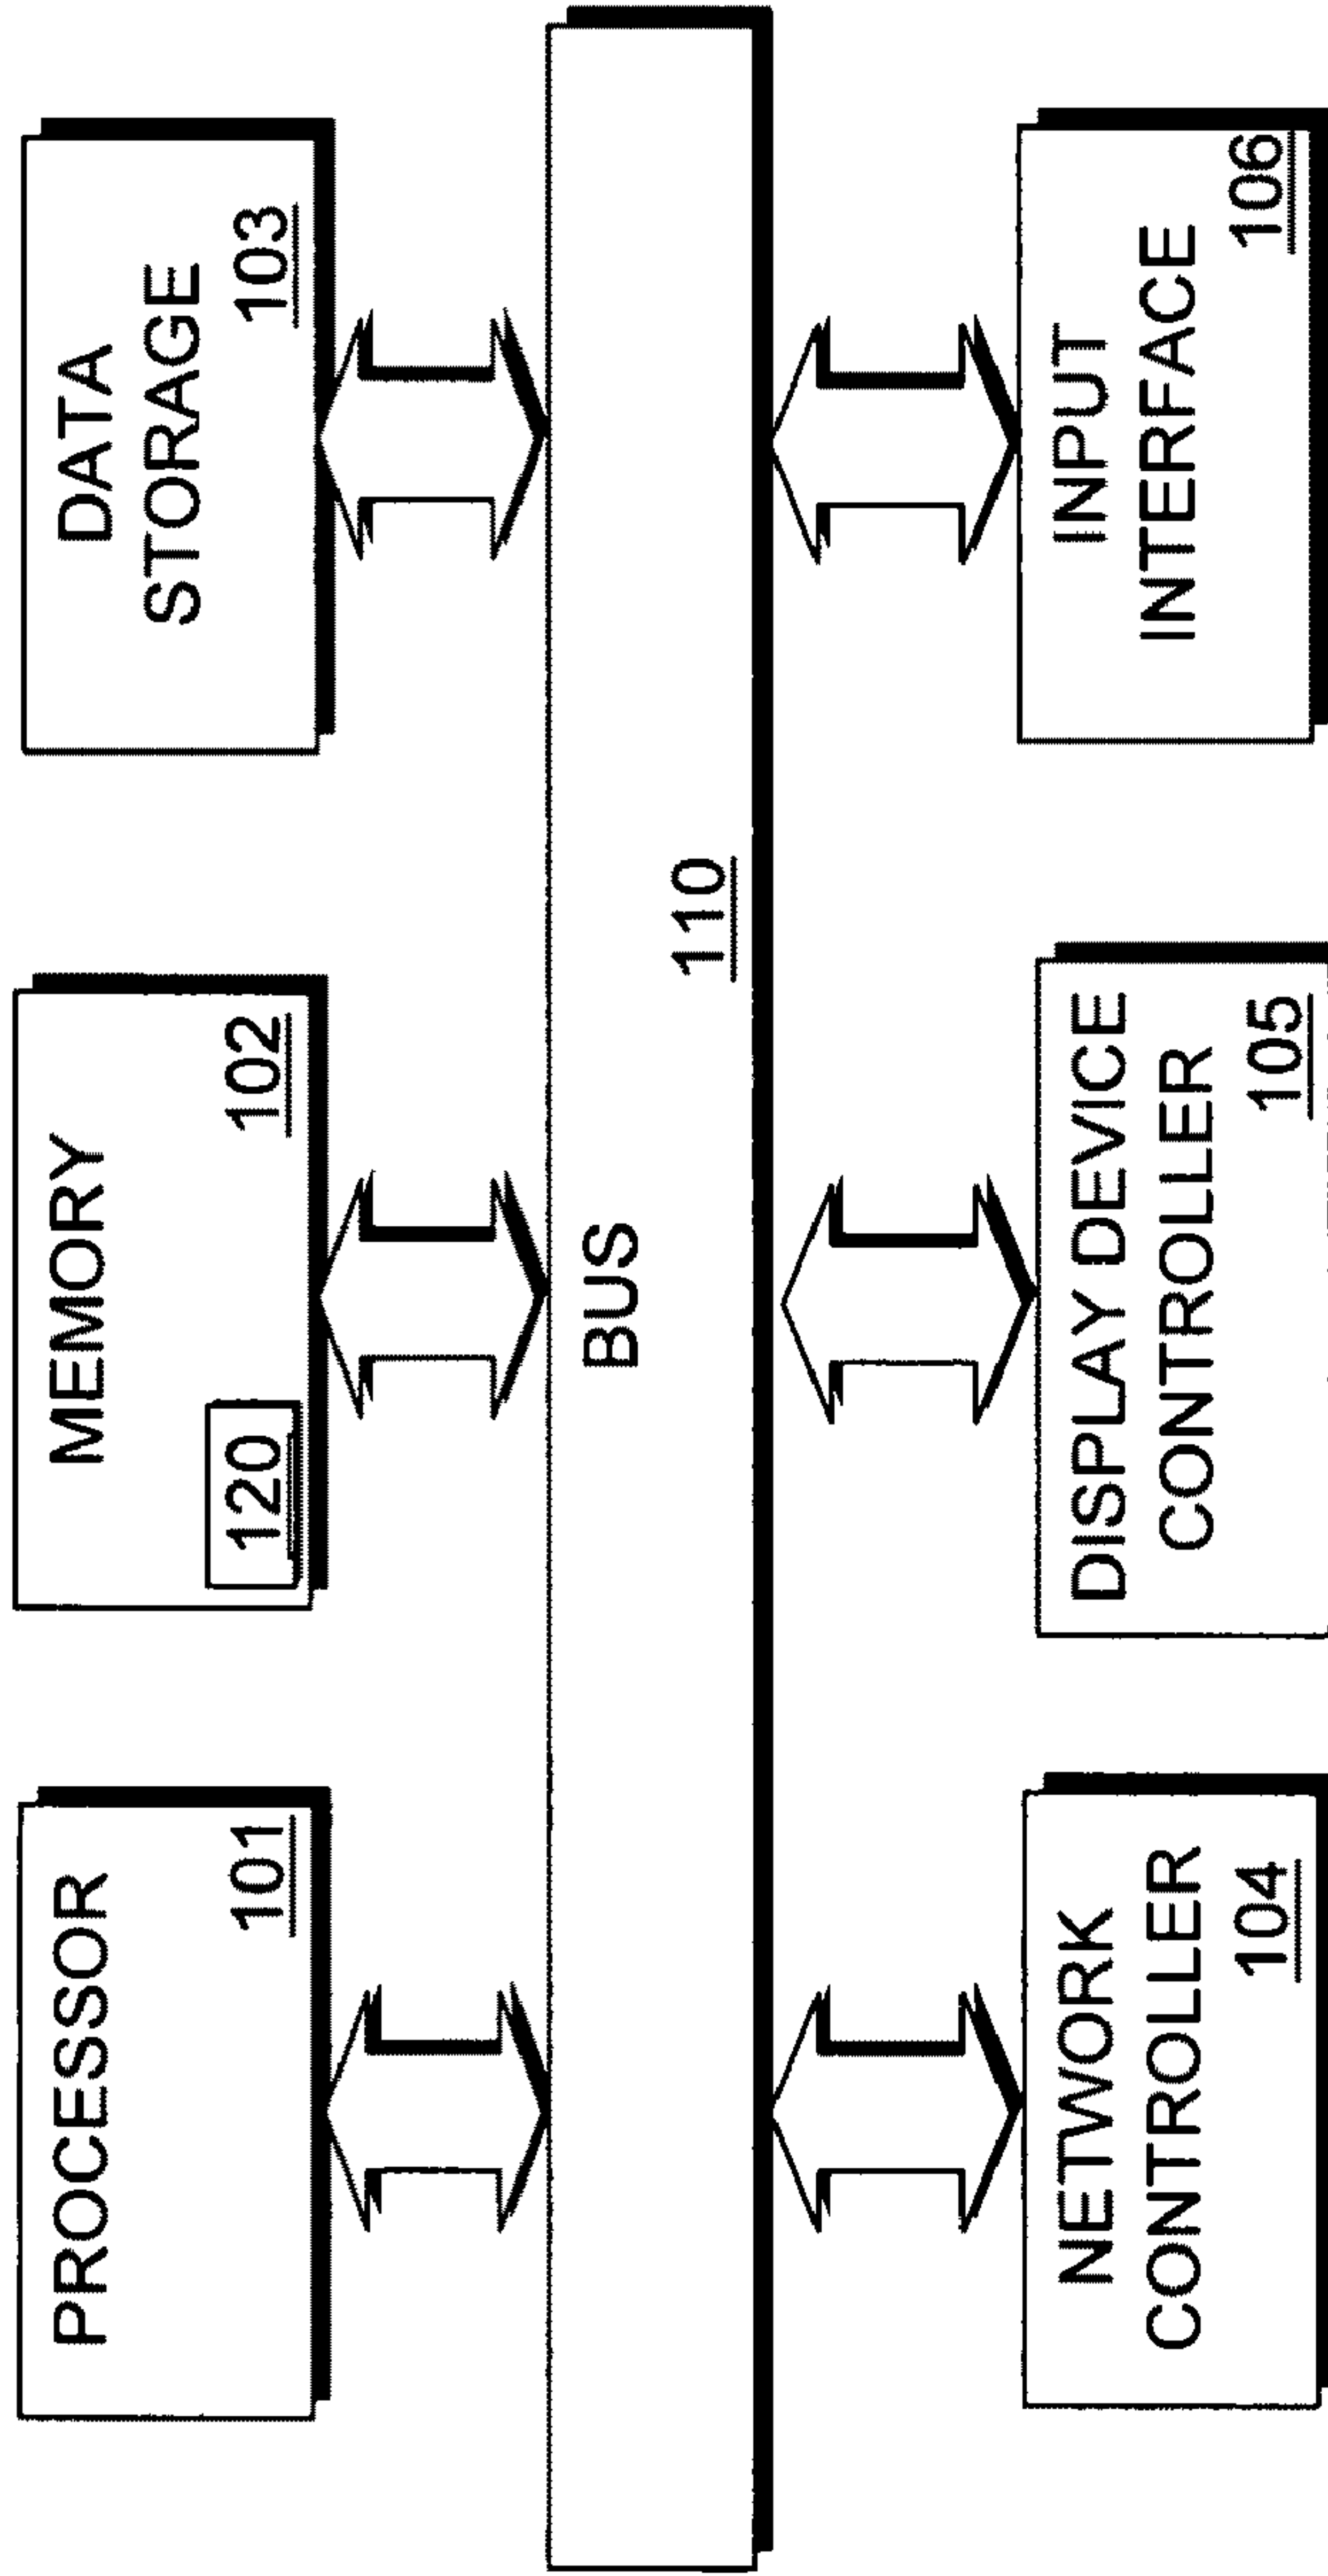 PROCESSOR
101
MEMORY
120
102
DATA
STORAGE
103
BUS
110
NETWORK
CONTROLLER
104
DISPLAY DEVICE
CONTROLLER
105
INPUT
INTERFACE
106